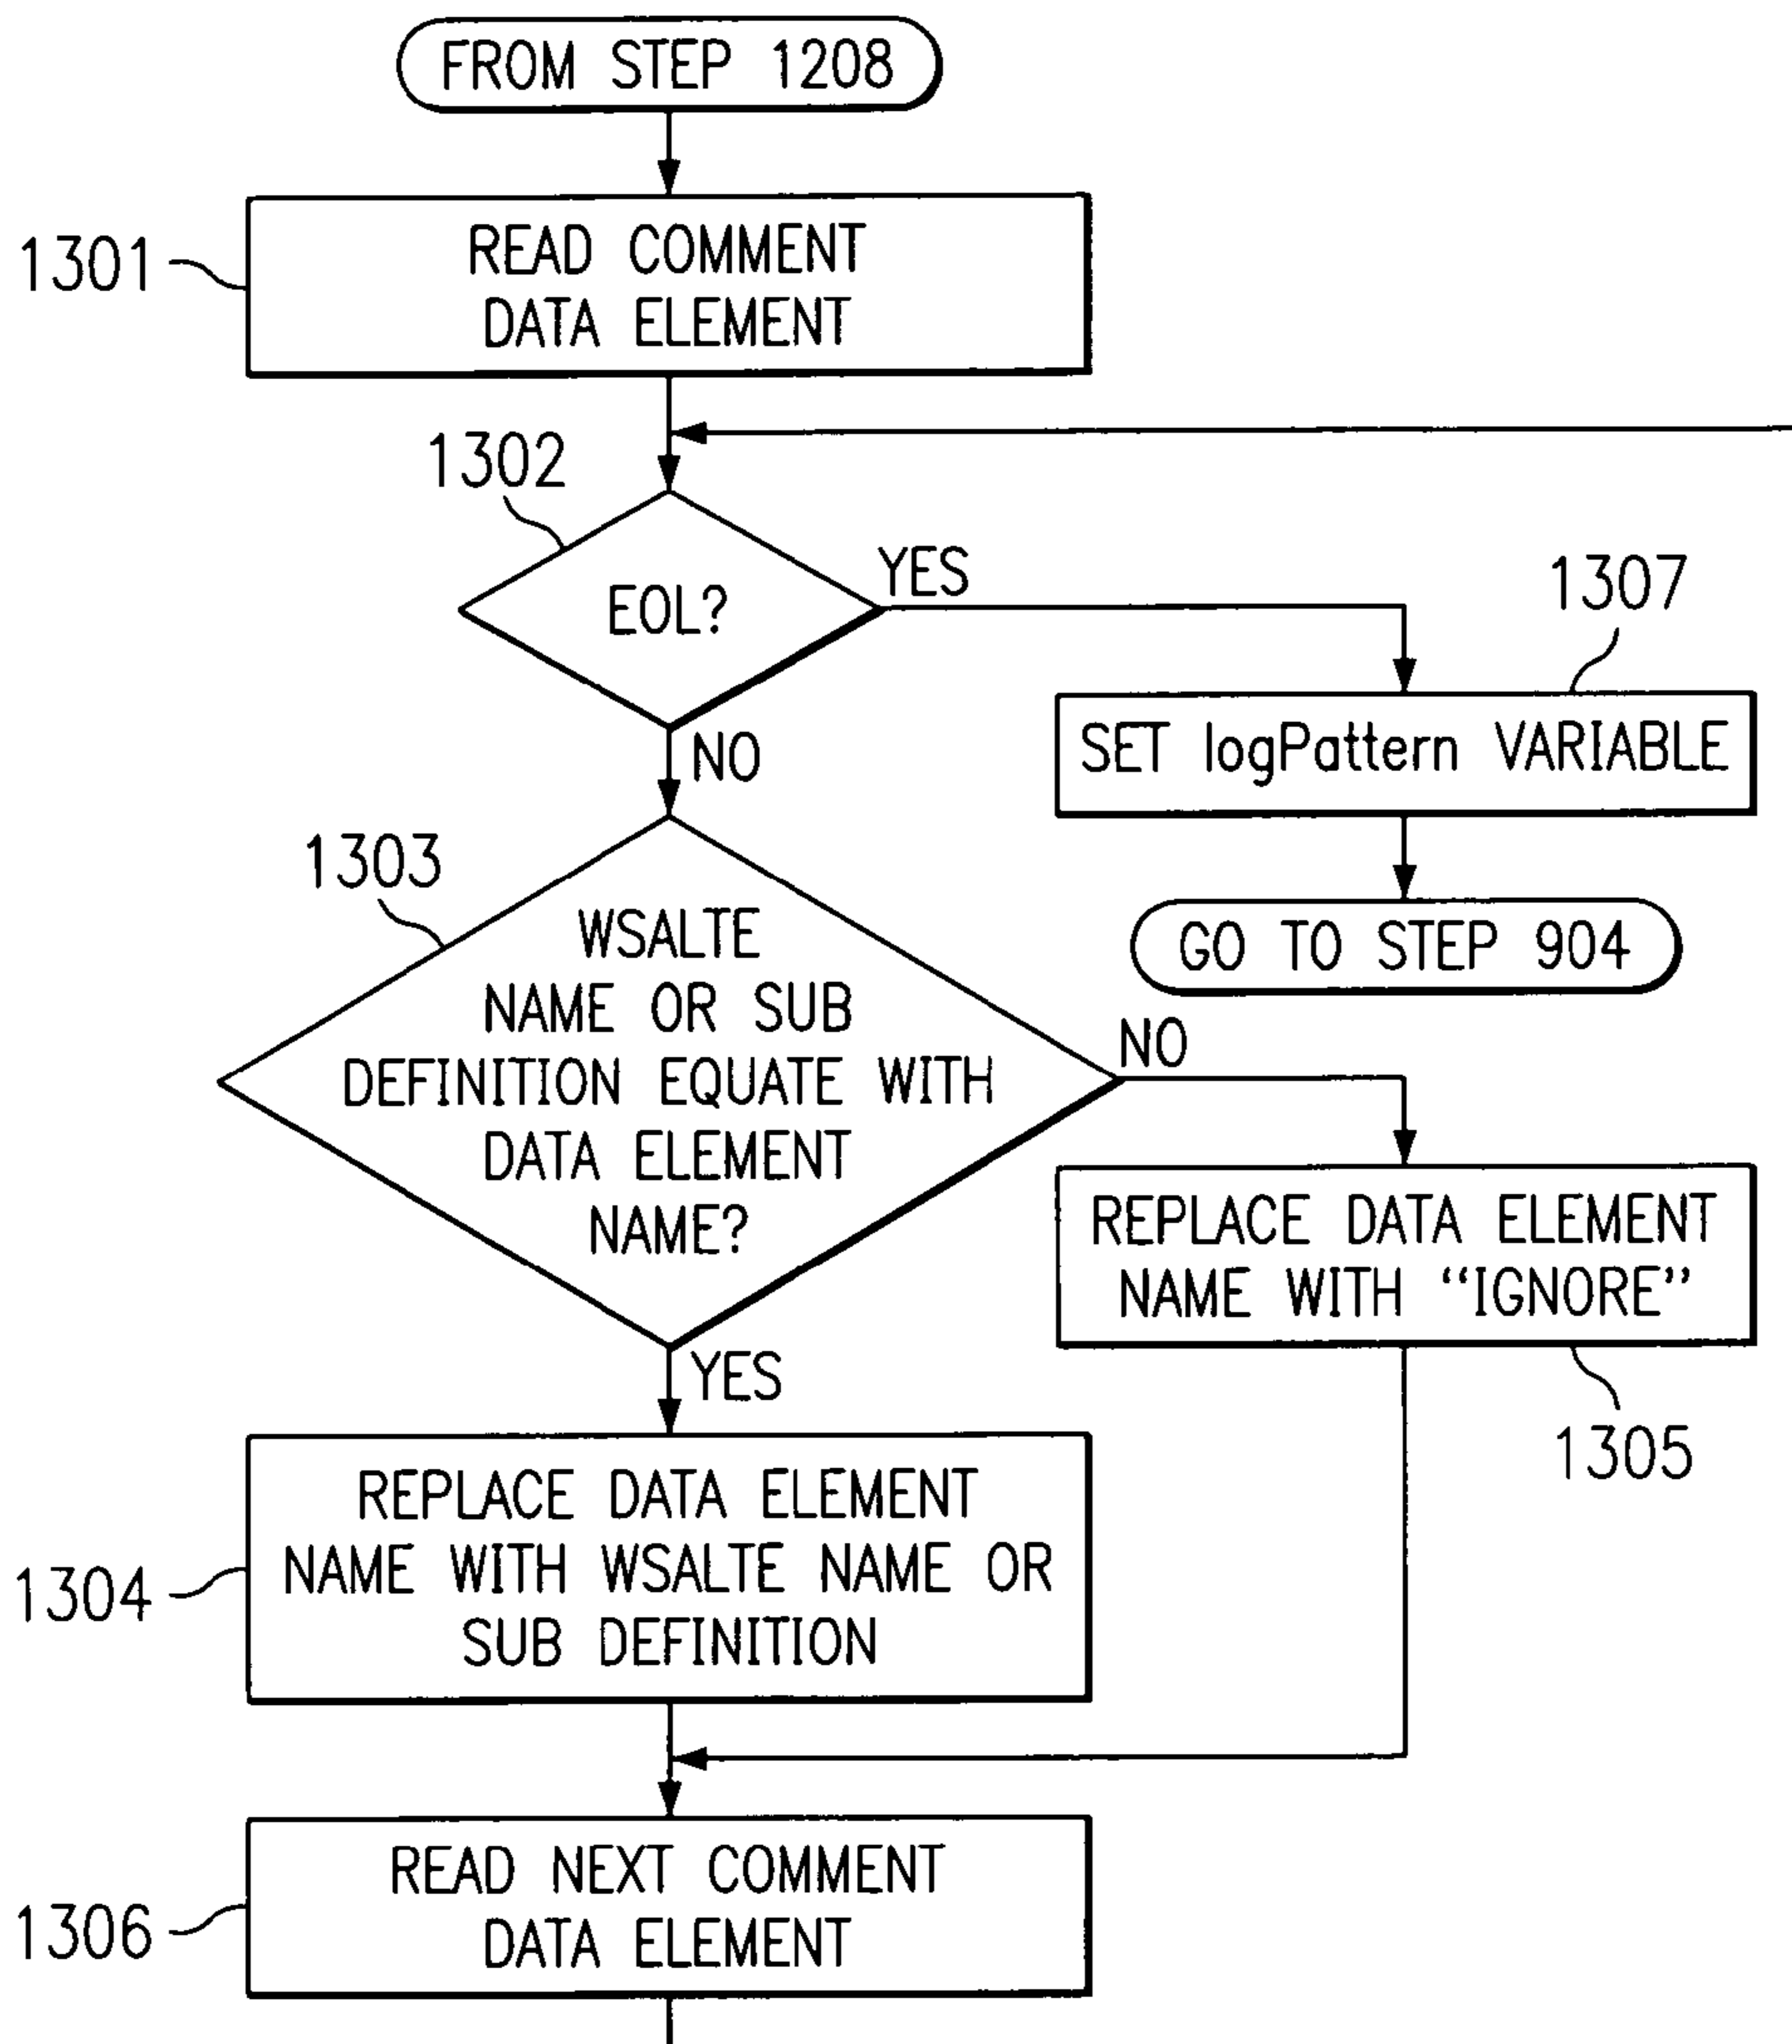 FROM STEP 1208
1301
READ COMMENT
DATA ELEMENT
1302
EOL?
YES
1307
SET logPattern VARIABLE
NO
GO TO STEP 904
1303
WSALTE
NAME OR SUB
DEFINITION EQUATE WITH
DATA ELEMENT
NAME?
NO
REPLACE DATA ELEMENT
NAME WITH “IGNORE”
1305
YES
1304
REPLACE DATA ELEMENT
NAME WITH WSALTE NAME OR
SUB DEFINITION
1306
READ NEXT COMMENT
DATA ELEMENT